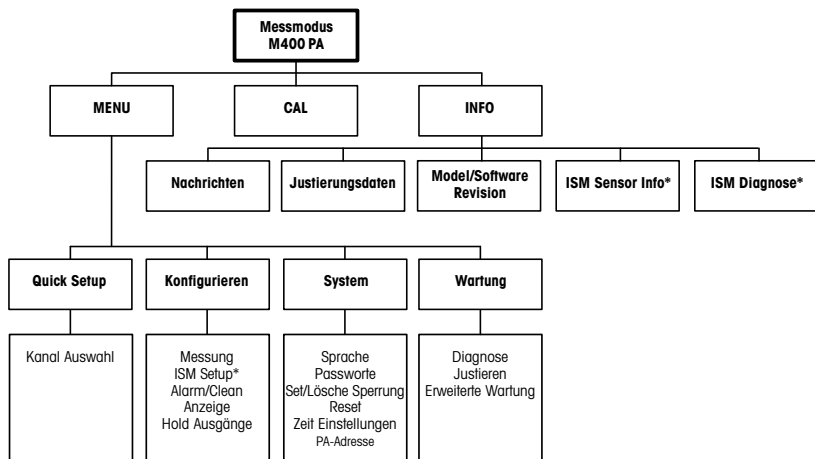 Messmodus
M400 PA
MENU
CAL
INFO
Nachrichten
Justierungsdaten
Model/Software
Revision
ISM Sensor Info*
ISM Diagnose*
Quick Setup
Konfigurieren
System
Wartung
Kanal Auswahl
Messung
ISM Setup*
Alarm/Clean
Anzeige
Hold Ausgänge
Sprache
Passworte
Set/Lösche Sperrung
Reset
Zeit Einstellungen
PA-Adresse
Diagnose
Justieren
Erweiterte Wartung